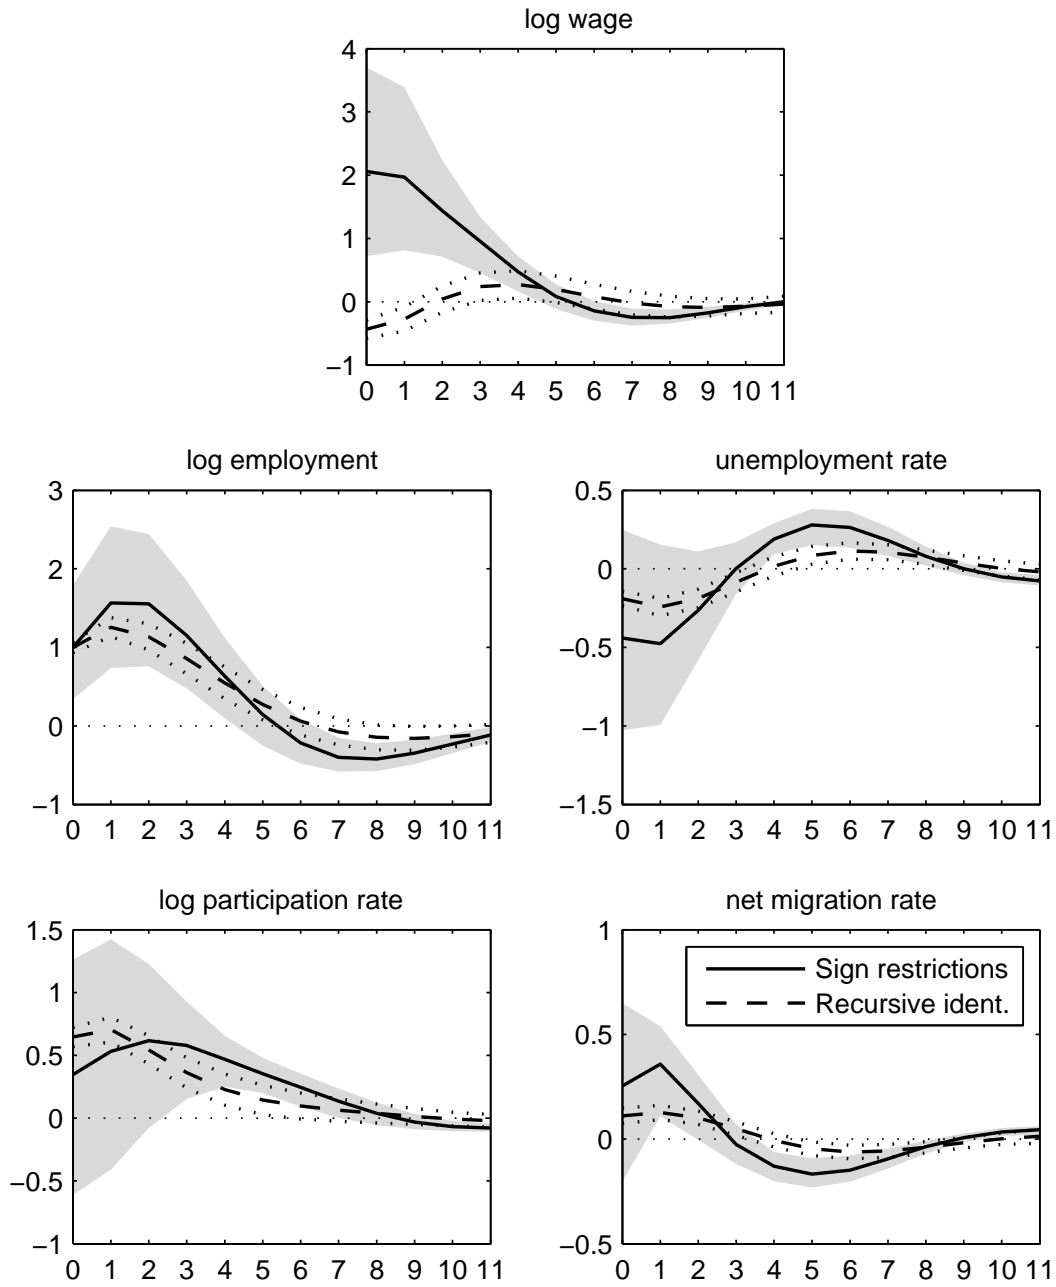 log wage
4
3
2
1
0
−1
0 1 2 3 4 5 6 7 8 9 10 11
log employment
3
2
1
0
−1
0 1 2 3 4 5 6 7 8 9 10 11
unemployment rate
0.5
0
−0.5
−1
−1.5
0 1 2 3 4 5 6 7 8 9 10 11
log participation rate
1.5
1
0.5
0
−0.5
−1
0 1 2 3 4 5 6 7 8 9 10 11
net migration rate
1
0.5
0
−0.5
Sign restrictions
Recursive ident.
0 1 2 3 4 5 6 7 8 9 10 11